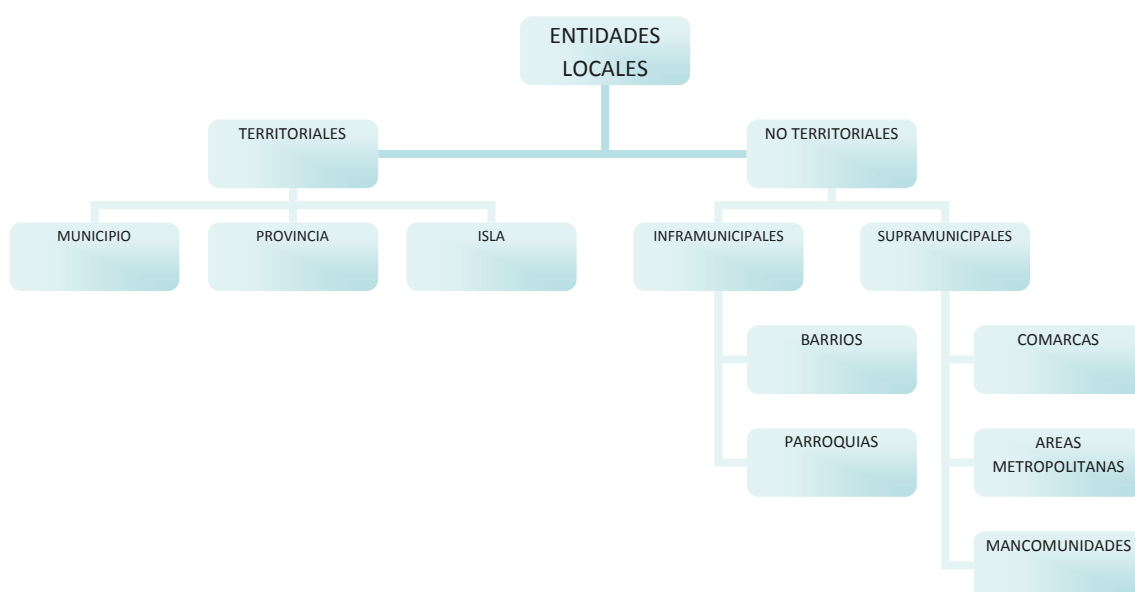 ENTIDADES
LOCALES
TERRITORIALES
NO TERRITORIALES
MUNICIPIO
PROVINCIA
ISLA
INFRAMUNICIPALES
SUPRAMUNICIPALES
BARRIOS
COMARCAS
PARROQUIAS
AREAS
METROPOLITANAS
MANCOMUNIDADES